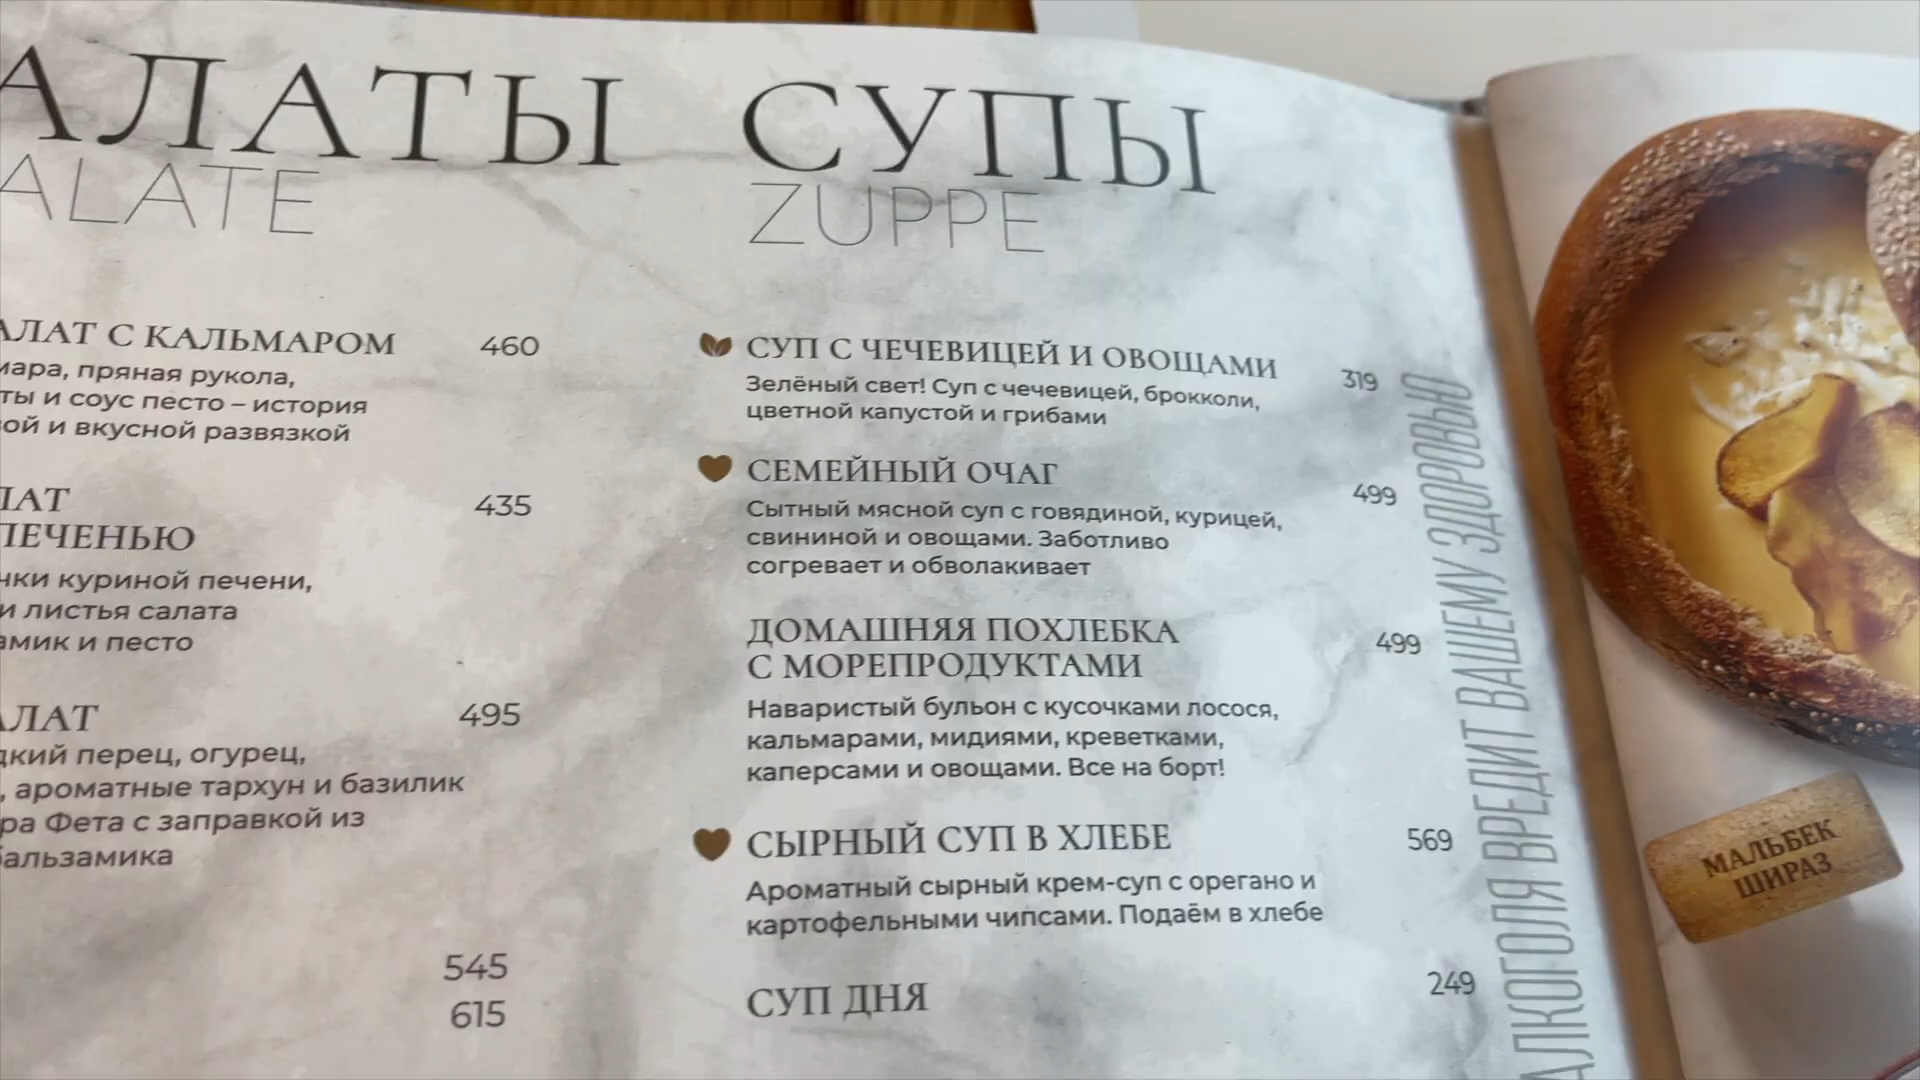 АЛАТЫ
ALATE
АЛАТ С КАЛЬМАРОМ 460
мара, пряная рукола,
ты и соус песто – история
вой и вкусной развязкой
ЛАТ 435
ПЕЧЕНЬЮ
чки куриной печени,
и листья салата
амик и песто
АЛАТ 495
дкий перец, огурец,
, ароматные тархун и базилик
ра Фета с заправкой из
бальзамика
545
615
СУПЫ
ZUPPE
СУП С ЧЕЧЕВИЦЕЙ И ОВОЩАМИ 319
Зелёный свет! Суп с чечевицей, брокколи,
цветной капустой и грибами
СЕМЕЙНЫЙ ОЧАГ 499
Сытный мясной суп с говядиной, курицей,
свининой и овощами. Заботливо
согревает и обволакивает
ДОМАШНЯЯ ПОХЛЕБКА
С МОРЕПРОДУКТАМИ 499
Наваристый бульон с кусочками лосося,
кальмарами, мидиями, креветками,
каперсами и овощами. Все на борт!
СЫРНЫЙ СУП В ХЛЕБЕ 569
Ароматный сырный крем-суп с орегано и
картофельными чипсами. Подаём в хлебе
СУП ДНЯ 249
АЛКОГОЛЯ ВРЕДИТ ВАШЕМУ ЗДОРОВЬЮ
МАЛЬБЕК
ШИРАЗ